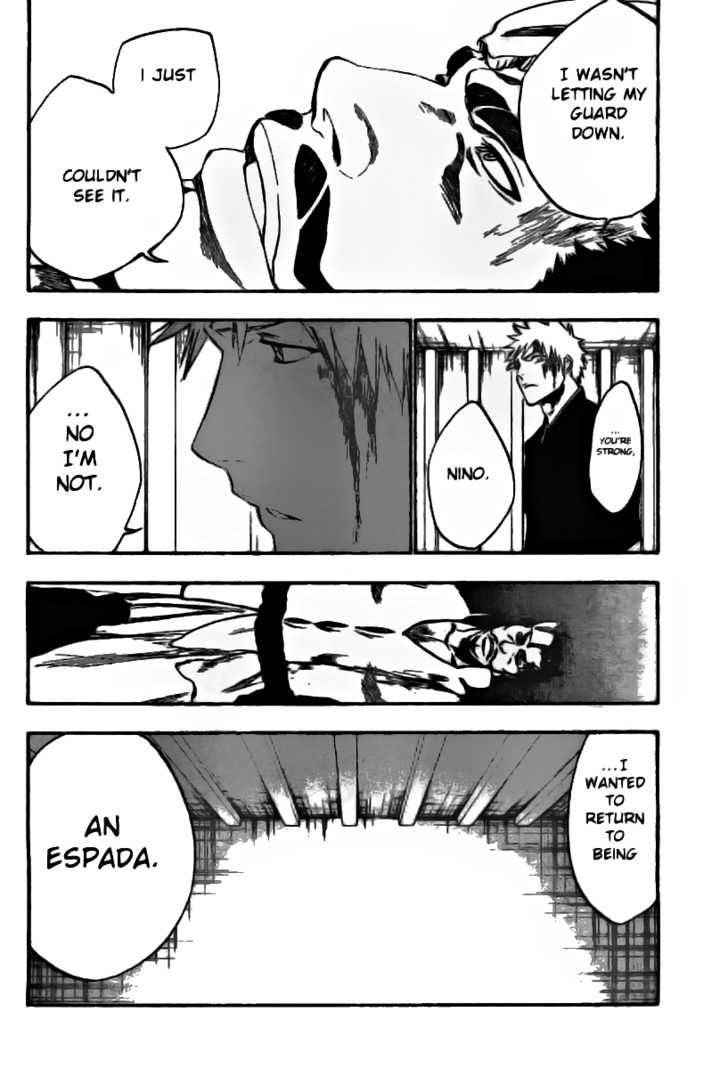 I WASN'T
LETTING MY
GUARD
DOWN.
I JUST
COULDN'T
SEE IT.
...
YOU'RE
STRONG,
NINO.
...
NO
I'M
NOT.
...I
WANTED
TO
RETURN
TO
BEING
AN
ESPADA.